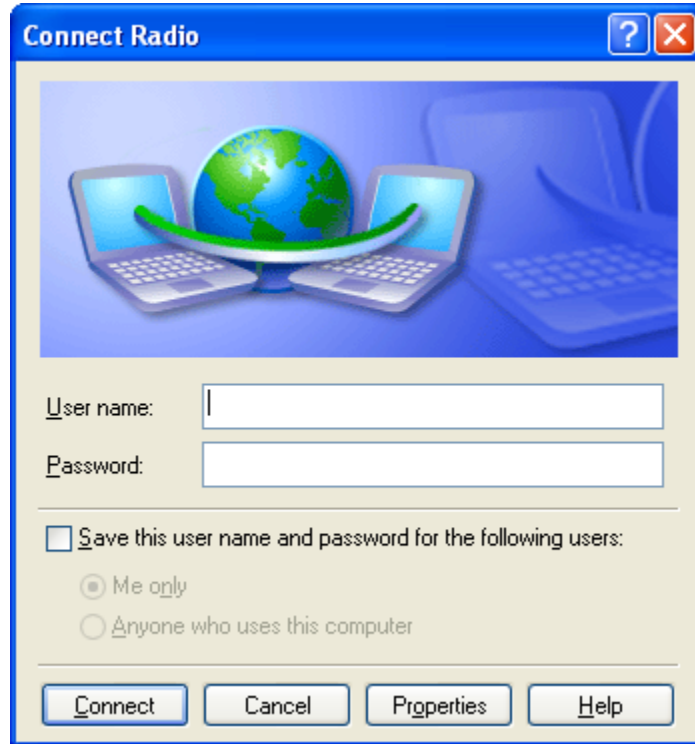 Connect Radio
User name:
Password:
Save this user name and password for the following users:
Me only
Anyone who uses this computer
Connect Cancel Properties Help